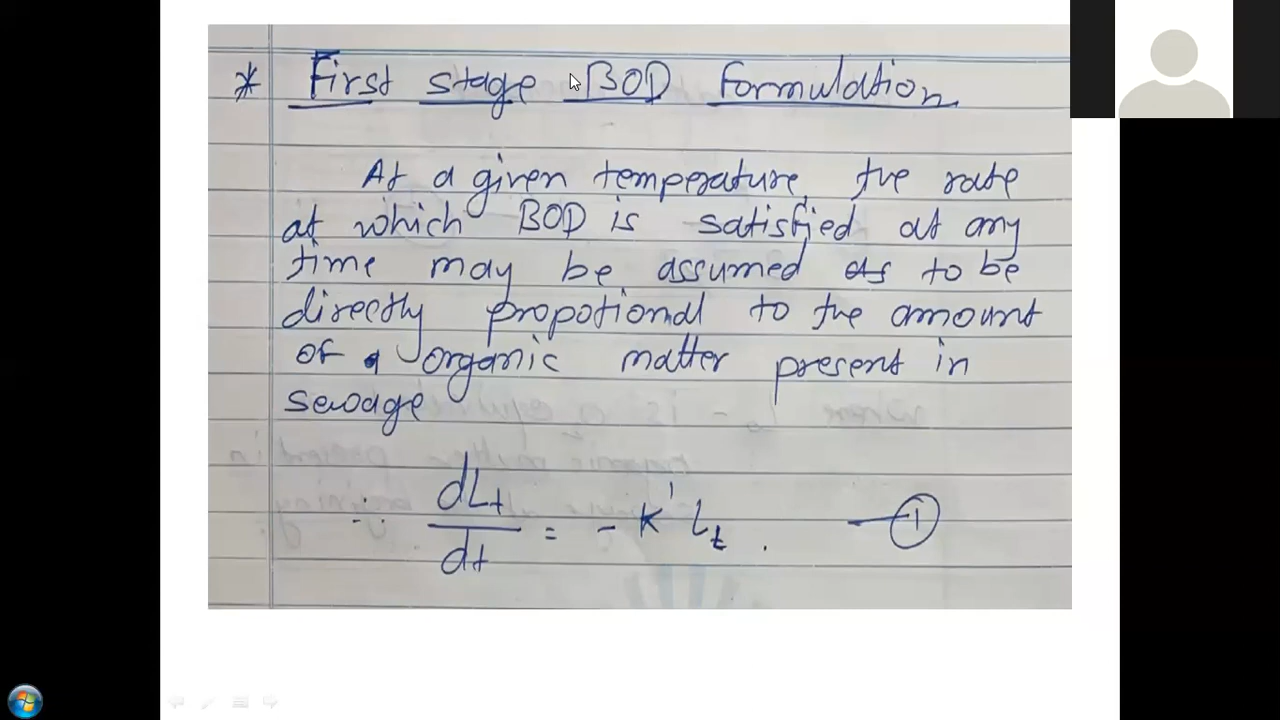 * First stage BOD formulation
At a given temperature, the rate
at which BOD is satisfied at any
time may be assumed as to be
directly propotional to the amount
of a organic matter present in
sewage
∴ dLt/dt = - K' Lt. — ①